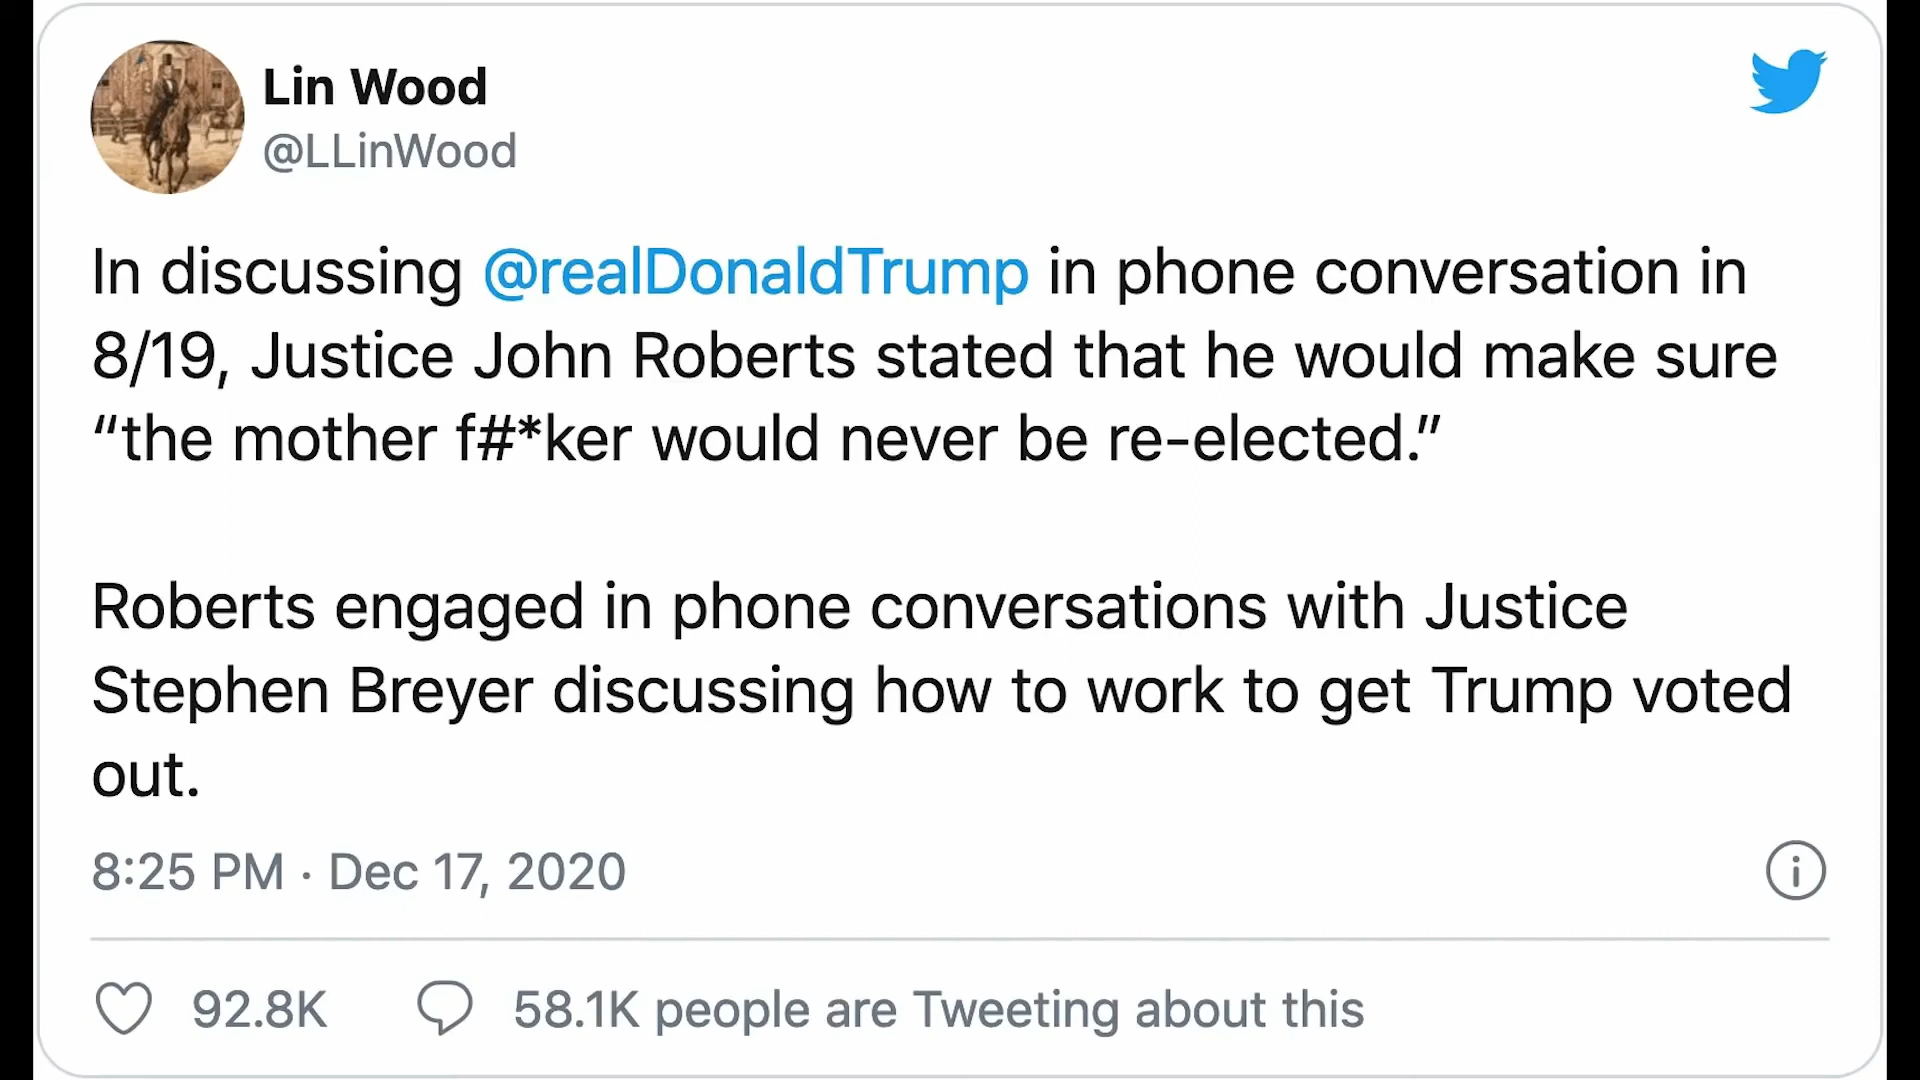 Lin Wood
@LLinWood
In discussing @realDonaldTrump in phone conversation in
8/19, Justice John Roberts stated that he would make sure
“the mother f#*ker would never be re-elected.”
Roberts engaged in phone conversations with Justice
Stephen Breyer discussing how to work to get Trump voted
out.
8:25 PM · Dec 17, 2020
92.8K 58.1K people are Tweeting about this